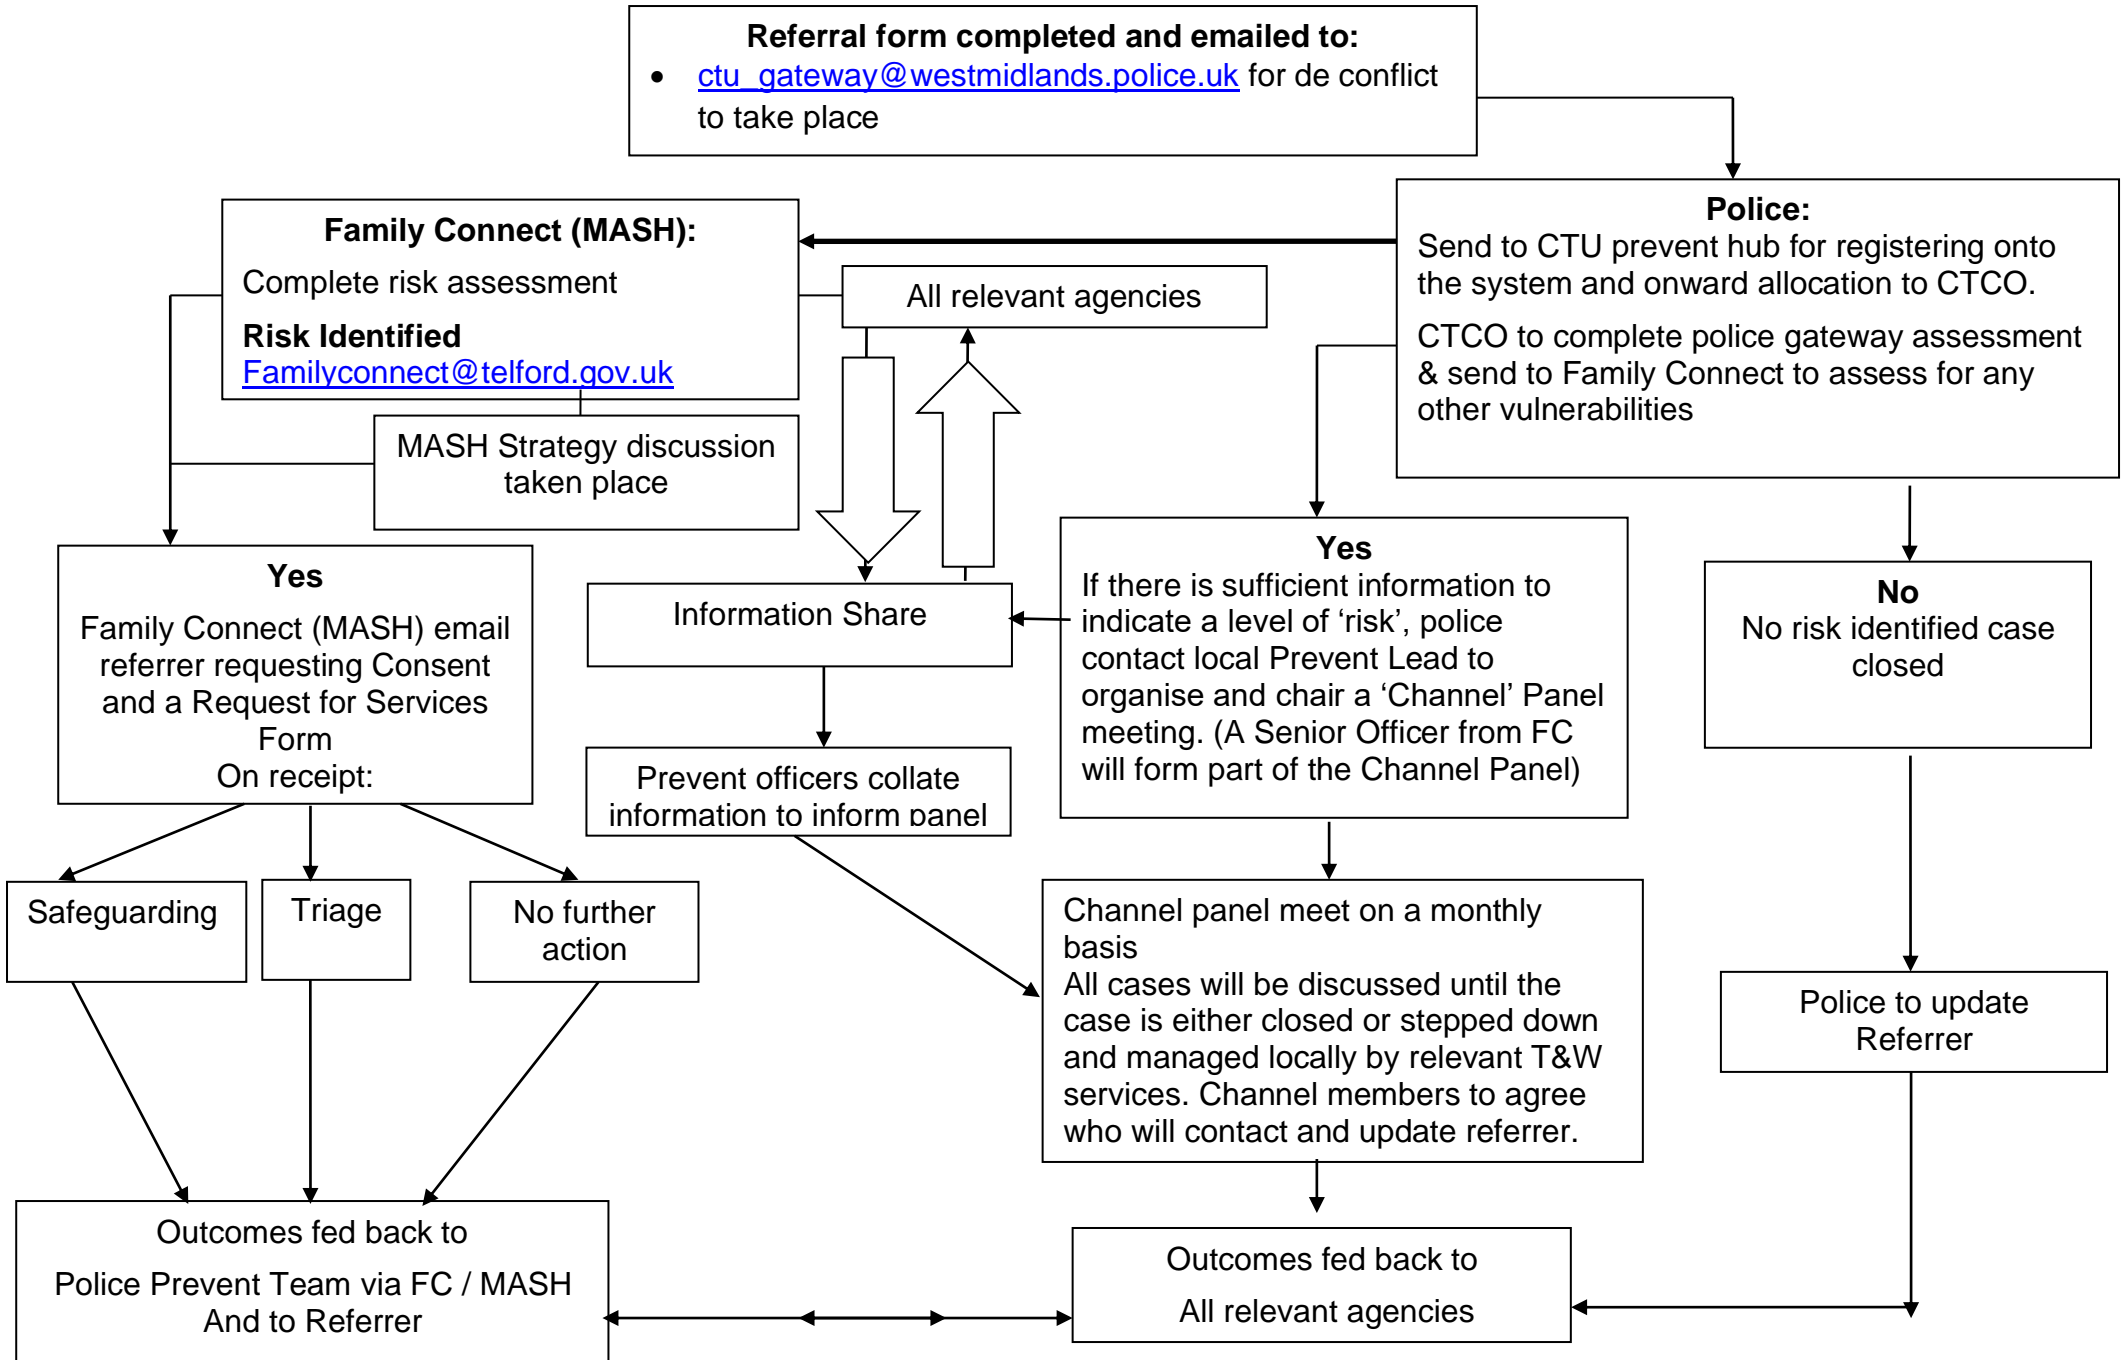 Referral form completed and emailed to:
• ctu_gateway@westmidlands.police.uk for de conflict
to take place
Police:
Send to CTU prevent hub for registering onto
the system and onward allocation to CTCO.
CTCO to complete police gateway assessment
& send to Family Connect to assess for any
other vulnerabilities
Family Connect (MASH):
Complete risk assessment
Risk Identified
Familyconnect@telford.gov.uk
All relevant agencies
MASH Strategy discussion
taken place
Yes
Family Connect (MASH) email
referrer requesting Consent
and a Request for Services
Form
On receipt:
Information Share
Yes
If there is sufficient information to
indicate a level of ‘risk’, police
contact local Prevent Lead to
organise and chair a ‘Channel’ Panel
meeting. (A Senior Officer from FC
will form part of the Channel Panel)
No
No risk identified case
closed
Prevent officers collate
information to inform panel
Safeguarding
Triage
No further
action
Channel panel meet on a monthly
basis
All cases will be discussed until the
case is either closed or stepped down
and managed locally by relevant T&W
services. Channel members to agree
who will contact and update referrer.
Police to update
Referrer
Outcomes fed back to
Police Prevent Team via FC / MASH
And to Referrer
Outcomes fed back to
All relevant agencies